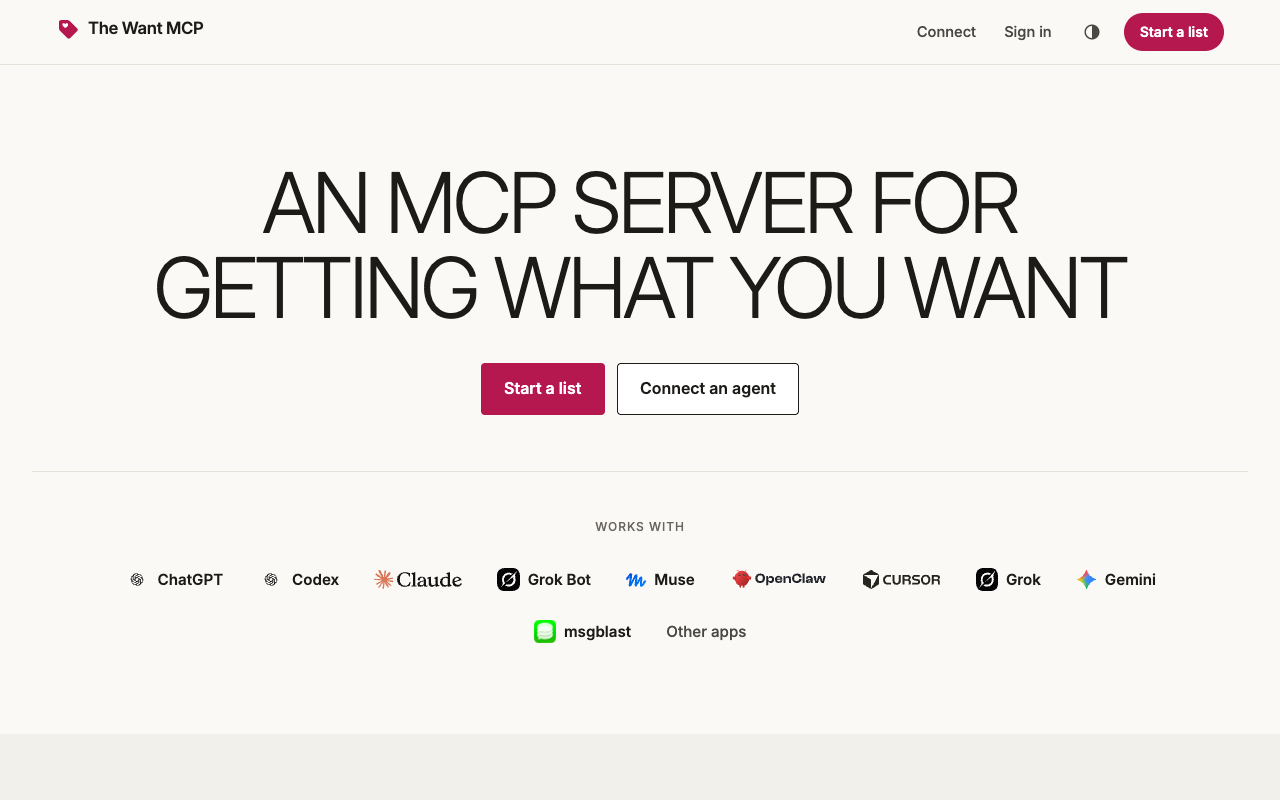 The Want MCP
Connect
Sign in
Start a list
AN MCP SERVER FOR
GETTING WHAT YOU WANT
Start a list
Connect an agent
WORKS WITH
ChatGPT
Codex
Claude
Grok Bot
Muse
OpenClaw
CURSOR
Grok
Gemini
msgblast
Other apps